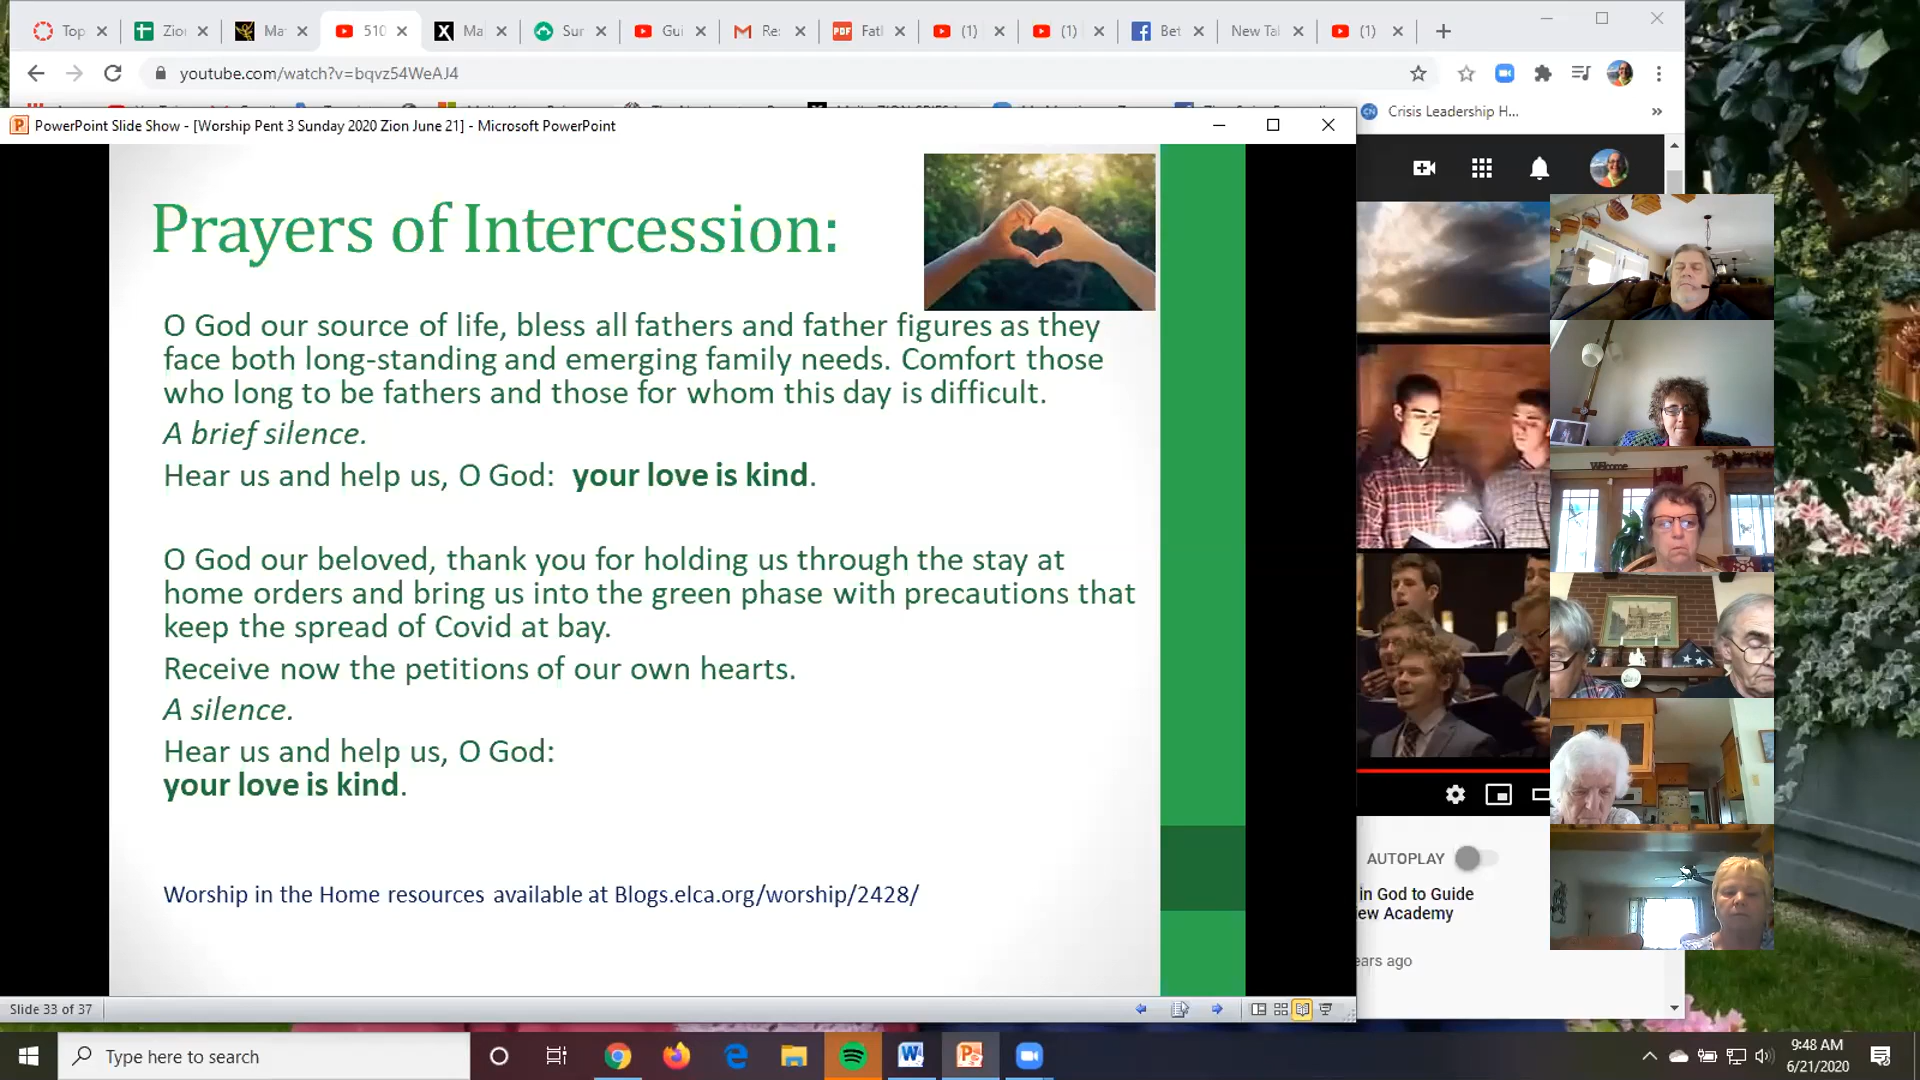 Top
Zio
Ma
510
Ma
Sur
Gui
Re:
Fatl
(1)
(1)
Bet
New Tal
(1)
youtube.com/watch?v=bqvz54WeAJ4
Crisis Leadership H...
PowerPoint Slide Show - [Worship Pent 3 Sunday 2020 Zion June 21] - Microsoft PowerPoint
Prayers of Intercession:
O God our source of life, bless all fathers and father figures as they
face both long-standing and emerging family needs. Comfort those
who long to be fathers and those for whom this day is difficult.
A brief silence.
Hear us and help us, O God: your love is kind.
O God our beloved, thank you for holding us through the stay at
home orders and bring us into the green phase with precautions that
keep the spread of Covid at bay.
Receive now the petitions of our own hearts.
A silence.
Hear us and help us, O God:
your love is kind.
Worship in the Home resources available at Blogs.elca.org/worship/2428/
Welcome
AUTOPLAY
in God to Guide
ew Academy
ears ago
Slide 33 of 37
Type here to search
9:48 AM
6/21/2020